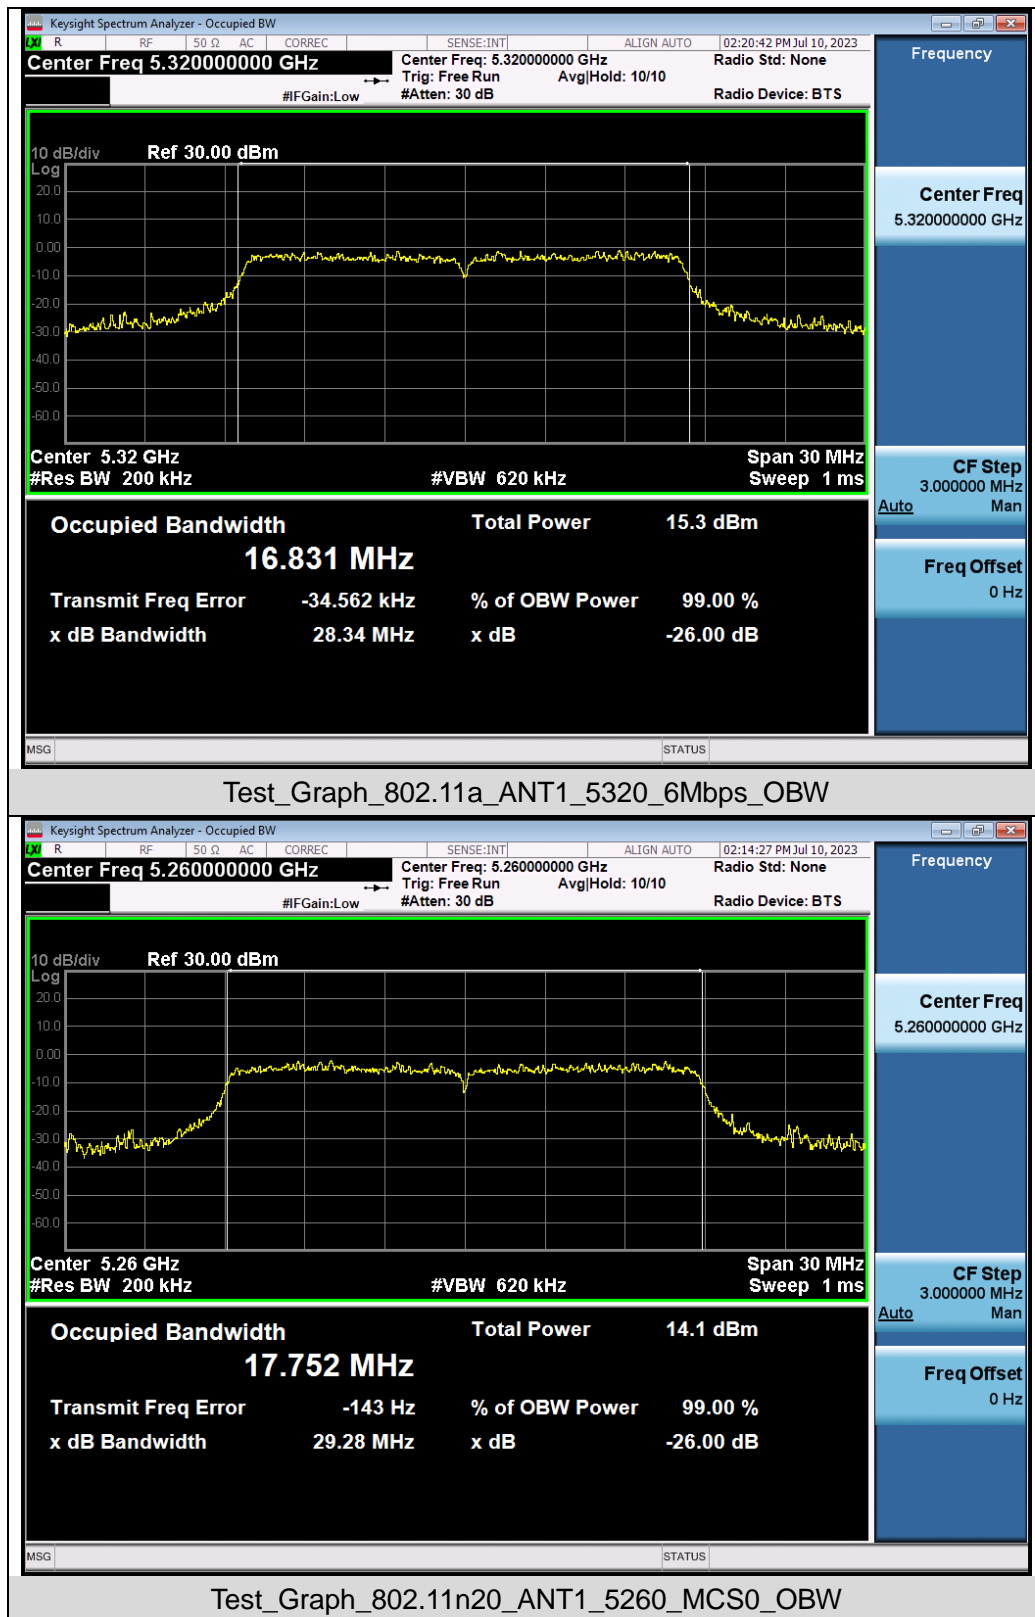 Keysight Spectrum Analyzer - Occupied BW
LXI R RF 50 Ω AC CORREC SENSE:INT ALIGN AUTO 02:20:42 PM Jul 10, 2023
Center Freq 5.320000000 GHz Center Freq: 5.320000000 GHz Radio Std: None
Trig: Free Run Avg|Hold: 10/10
#IFGain:Low #Atten: 30 dB Radio Device: BTS
10 dB/div Ref 30.00 dBm
Log
20.0
10.0
0.00
-10.0
-20.0
-30.0
-40.0
-50.0
-60.0
Center 5.32 GHz Span 30 MHz
#Res BW 200 kHz #VBW 620 kHz Sweep 1 ms
Occupied Bandwidth Total Power 15.3 dBm
16.831 MHz
Transmit Freq Error -34.562 kHz % of OBW Power 99.00 %
x dB Bandwidth 28.34 MHz x dB -26.00 dB
MSG STATUS
Frequency
Center Freq
5.320000000 GHz
CF Step
3.000000 MHz
Auto Man
Freq Offset
0 Hz
Test_Graph_802.11a_ANT1_5320_6Mbps_OBW
Keysight Spectrum Analyzer - Occupied BW
LXI R RF 50 Ω AC CORREC SENSE:INT ALIGN AUTO 02:14:27 PM Jul 10, 2023
Center Freq 5.260000000 GHz Center Freq: 5.260000000 GHz Radio Std: None
Trig: Free Run Avg|Hold: 10/10
#IFGain:Low #Atten: 30 dB Radio Device: BTS
10 dB/div Ref 30.00 dBm
Log
20.0
10.0
0.00
-10.0
-20.0
-30.0
-40.0
-50.0
-60.0
Center 5.26 GHz Span 30 MHz
#Res BW 200 kHz #VBW 620 kHz Sweep 1 ms
Occupied Bandwidth Total Power 14.1 dBm
17.752 MHz
Transmit Freq Error -143 Hz % of OBW Power 99.00 %
x dB Bandwidth 29.28 MHz x dB -26.00 dB
MSG STATUS
Frequency
Center Freq
5.260000000 GHz
CF Step
3.000000 MHz
Auto Man
Freq Offset
0 Hz
Test_Graph_802.11n20_ANT1_5260_MCS0_OBW